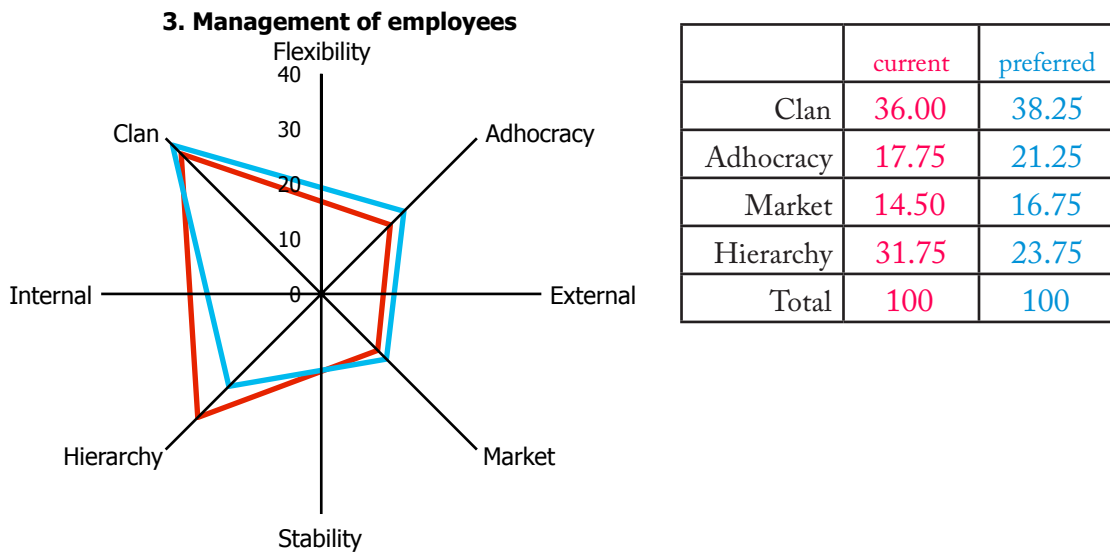 3. Management of employees
Flexibility
40
30
20
10
0
Clan
Adhocracy
Internal
External
Hierarchy
Market
Stability
current preferred
Clan 36.00 38.25
Adhocracy 17.75 21.25
Market 14.50 16.75
Hierarchy 31.75 23.75
Total 100 100